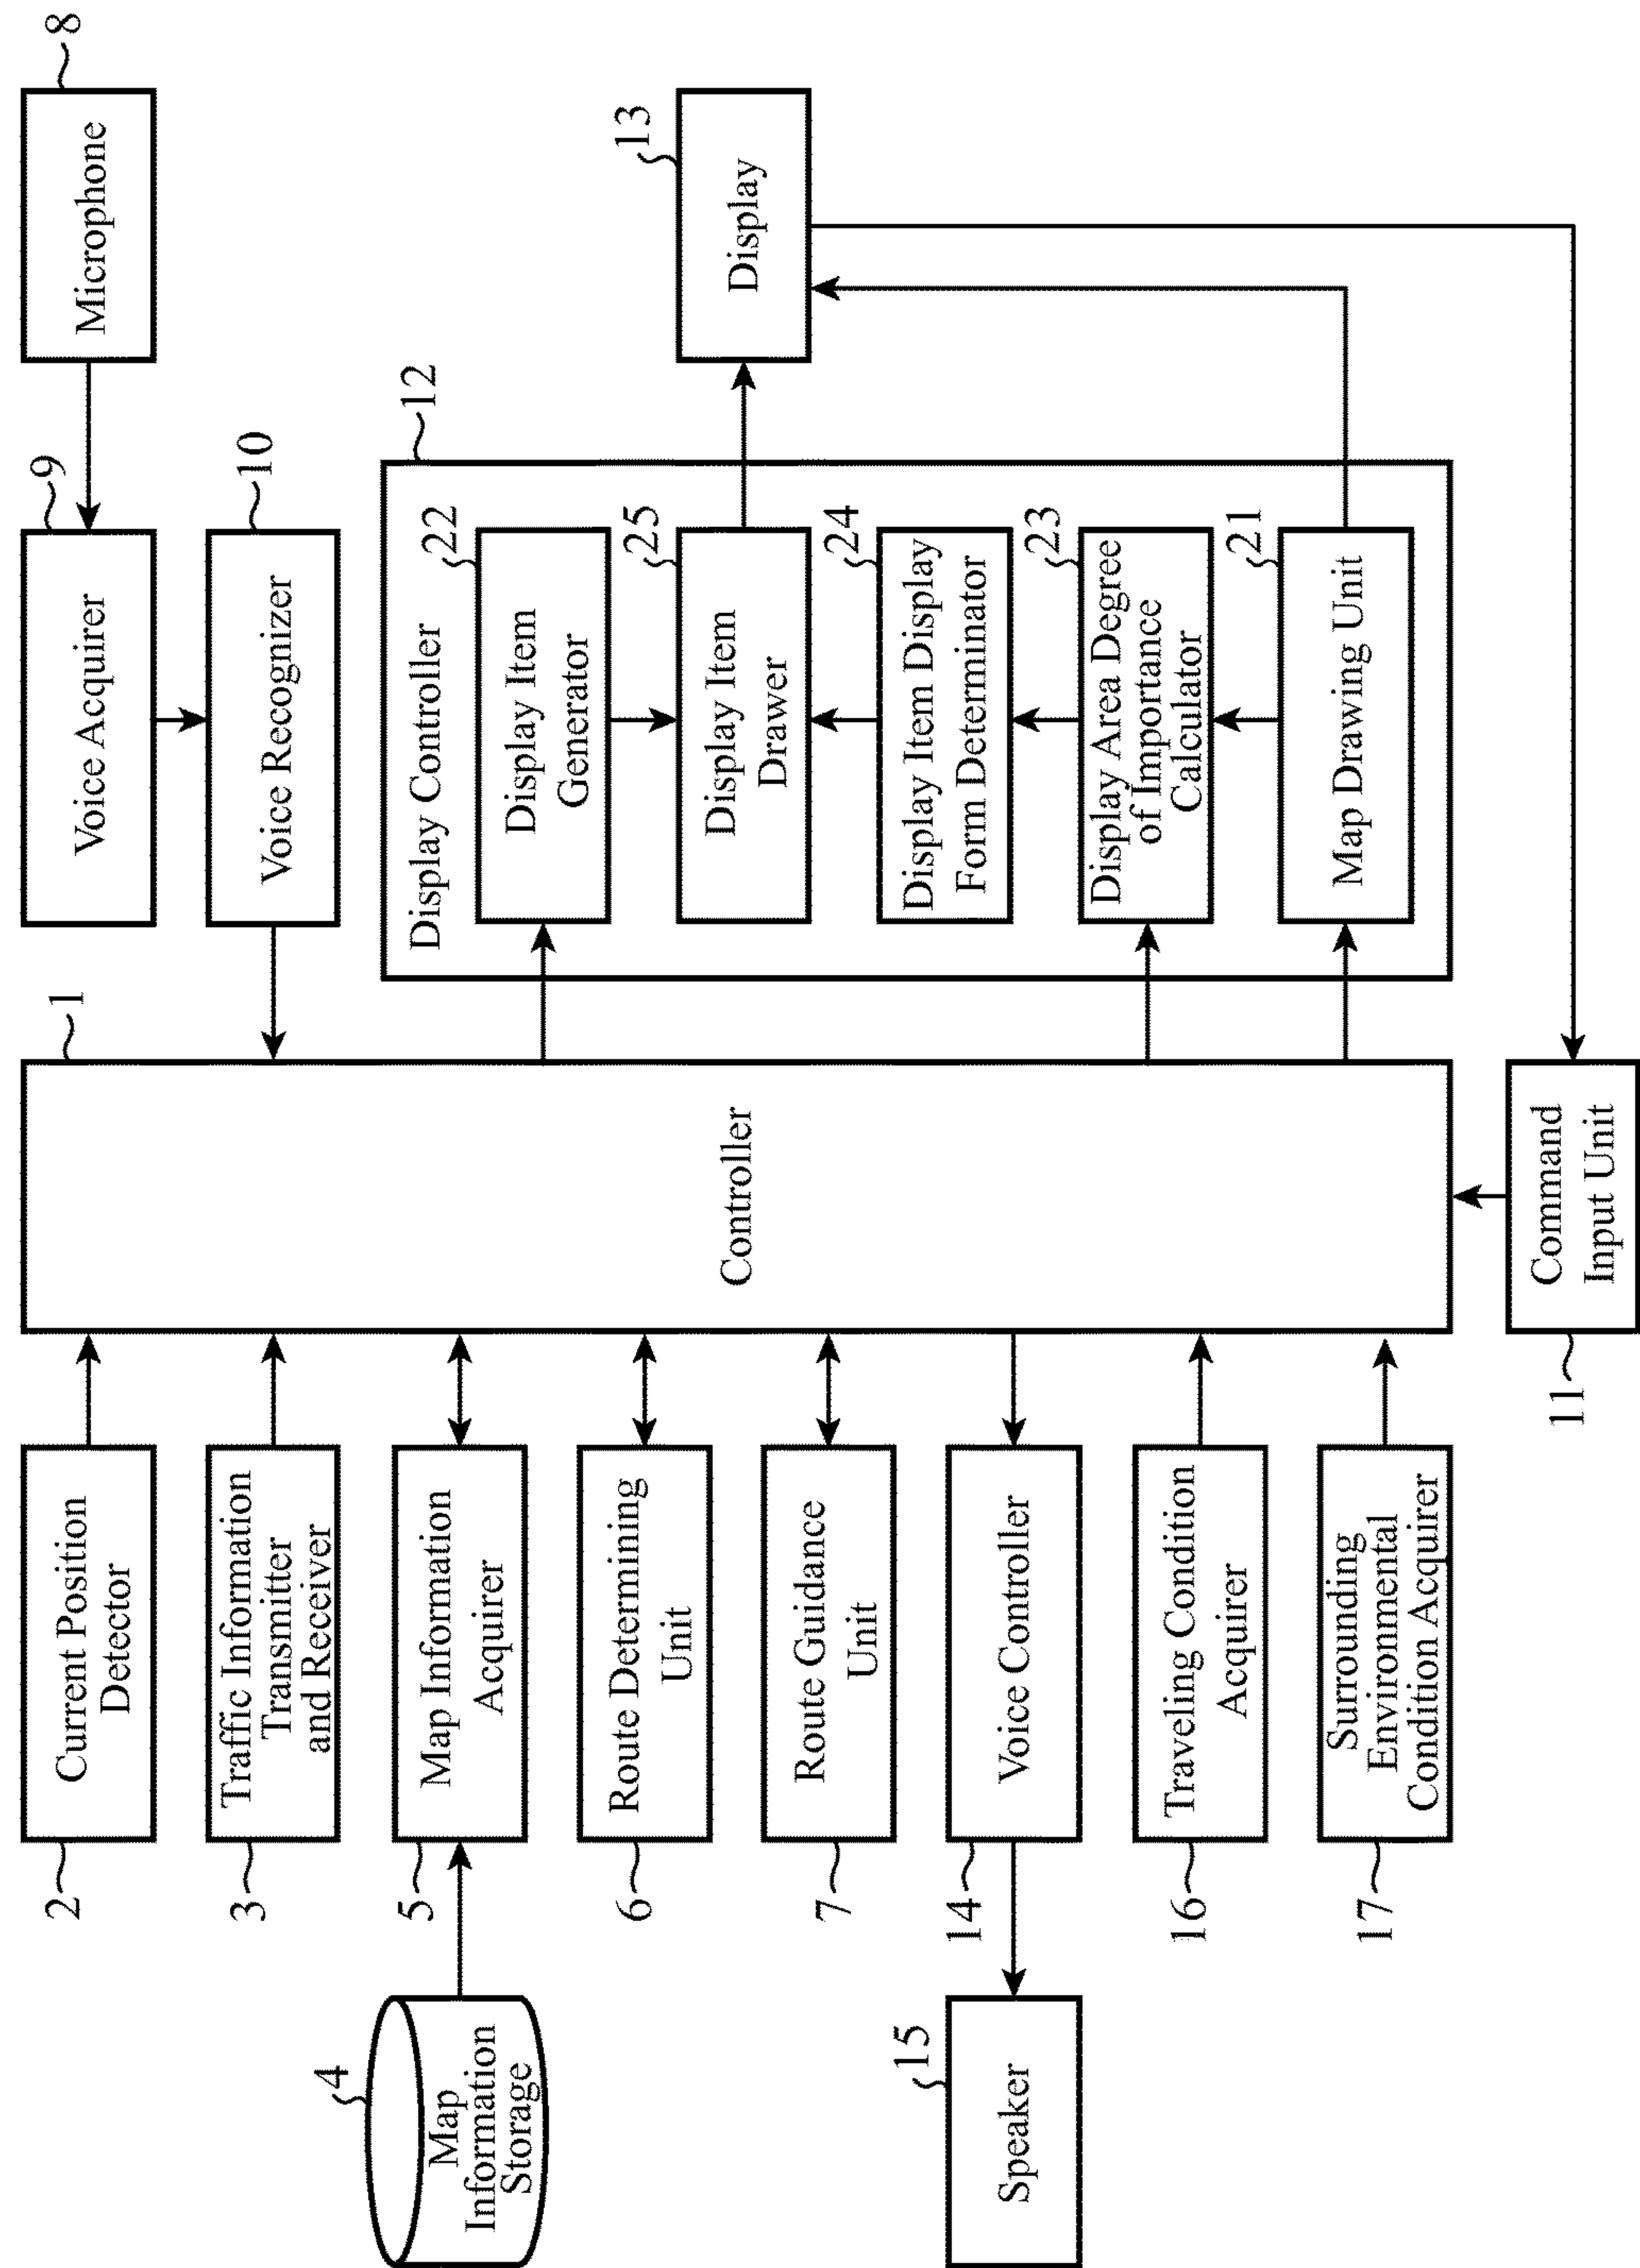 4
Map
Information
Storage
15
Speaker
2
Current Position
Detector
3
Traffic Information
Transmitter
and Receiver
5
Map Information
Acquirer
6
Route Determining
Unit
7
Route Guidance
Unit
14
Voice Controller
16
Traveling Condition
Acquirer
17
Surrounding
Environmental
Condition Acquirer
1
Controller
11
Command
Input Unit
9
Voice Acquirer
10
Voice Recognizer
12
Display Controller
22
Display Item
Generator
25
Display Item
Drawer
24
Display Item Display
Form Determinator
23
Display Area Degree
of Importance
Calculator
21
Map Drawing Unit
8
Microphone
13
Display